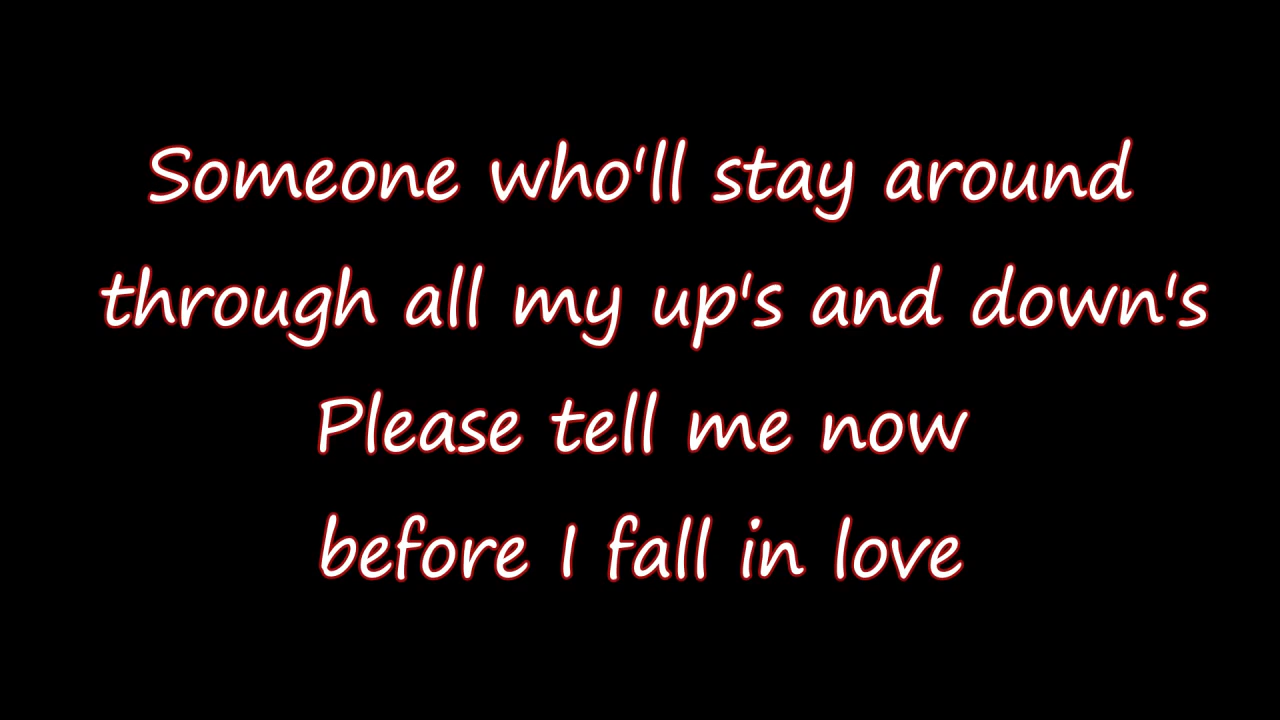 Someone who'll stay around
through all my up's and down's
Please tell me now
before I fall in love